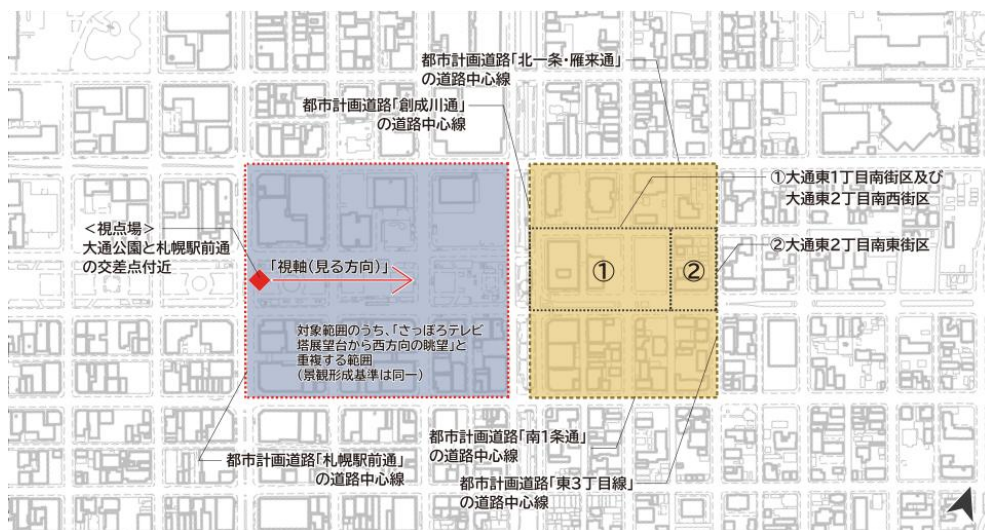 都市計画道路「北一条・雁来通」
の道路中心線
都市計画道路「創成川通」
の道路中心線
①大通東1丁目南街区及び
大通東2丁目南西街区
②大通東2丁目南東街区
<視点場>
大通公園と札幌駅前通
の交差点付近
「視軸(見る方向)」
①
②
対象範囲のうち、「さっぽろテレビ
塔展望台から西方向の眺望」と
重複する範囲
(景観形成基準は同一)
都市計画道路「南1条通」
の道路中心線
都市計画道路「札幌駅前通」
の道路中心線
都市計画道路「東3丁目線」
の道路中心線